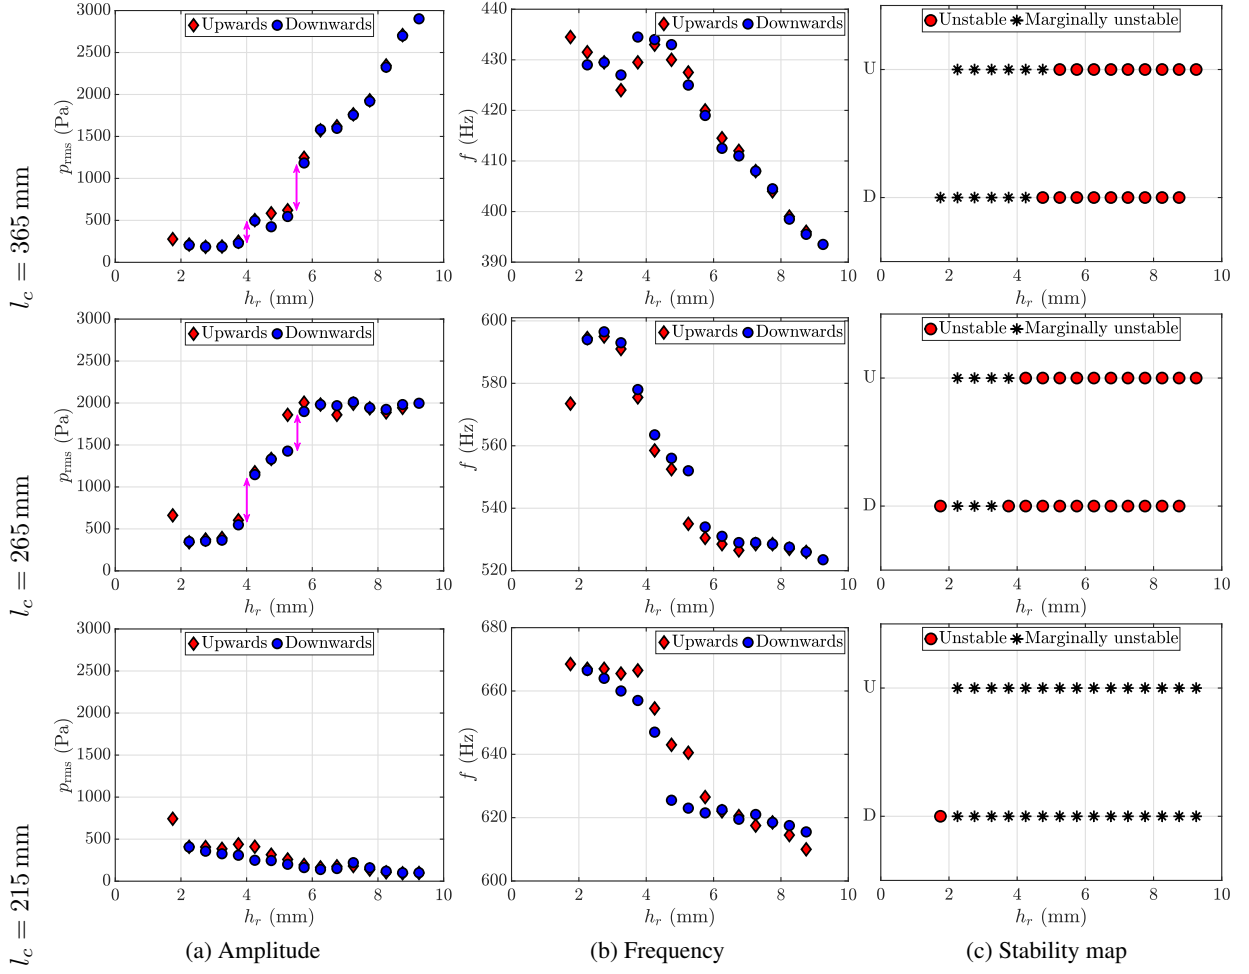 l_c = 365 mm
3000
2500
2000
1500
1000
500
0
p_rms (Pa)
Upwards Downwards
0 2 4 6 8 10
h_r (mm)
440
430
420
410
400
390
f (Hz)
Upwards Downwards
0 2 4 6 8 10
h_r (mm)
Unstable Marginally unstable
U
D
0 2 4 6 8 10
h_r (mm)
l_c = 265 mm
3000
2500
2000
1500
1000
500
0
p_rms (Pa)
Upwards Downwards
0 2 4 6 8 10
h_r (mm)
600
580
560
540
520
f (Hz)
Upwards Downwards
0 2 4 6 8 10
h_r (mm)
Unstable Marginally unstable
U
D
0 2 4 6 8 10
h_r (mm)
l_c = 215 mm
3000
2500
2000
1500
1000
500
0
p_rms (Pa)
Upwards Downwards
0 2 4 6 8 10
h_r (mm)
680
660
640
620
600
f (Hz)
Upwards Downwards
0 2 4 6 8 10
h_r (mm)
Unstable Marginally unstable
U
D
0 2 4 6 8 10
h_r (mm)
(a) Amplitude
(b) Frequency
(c) Stability map